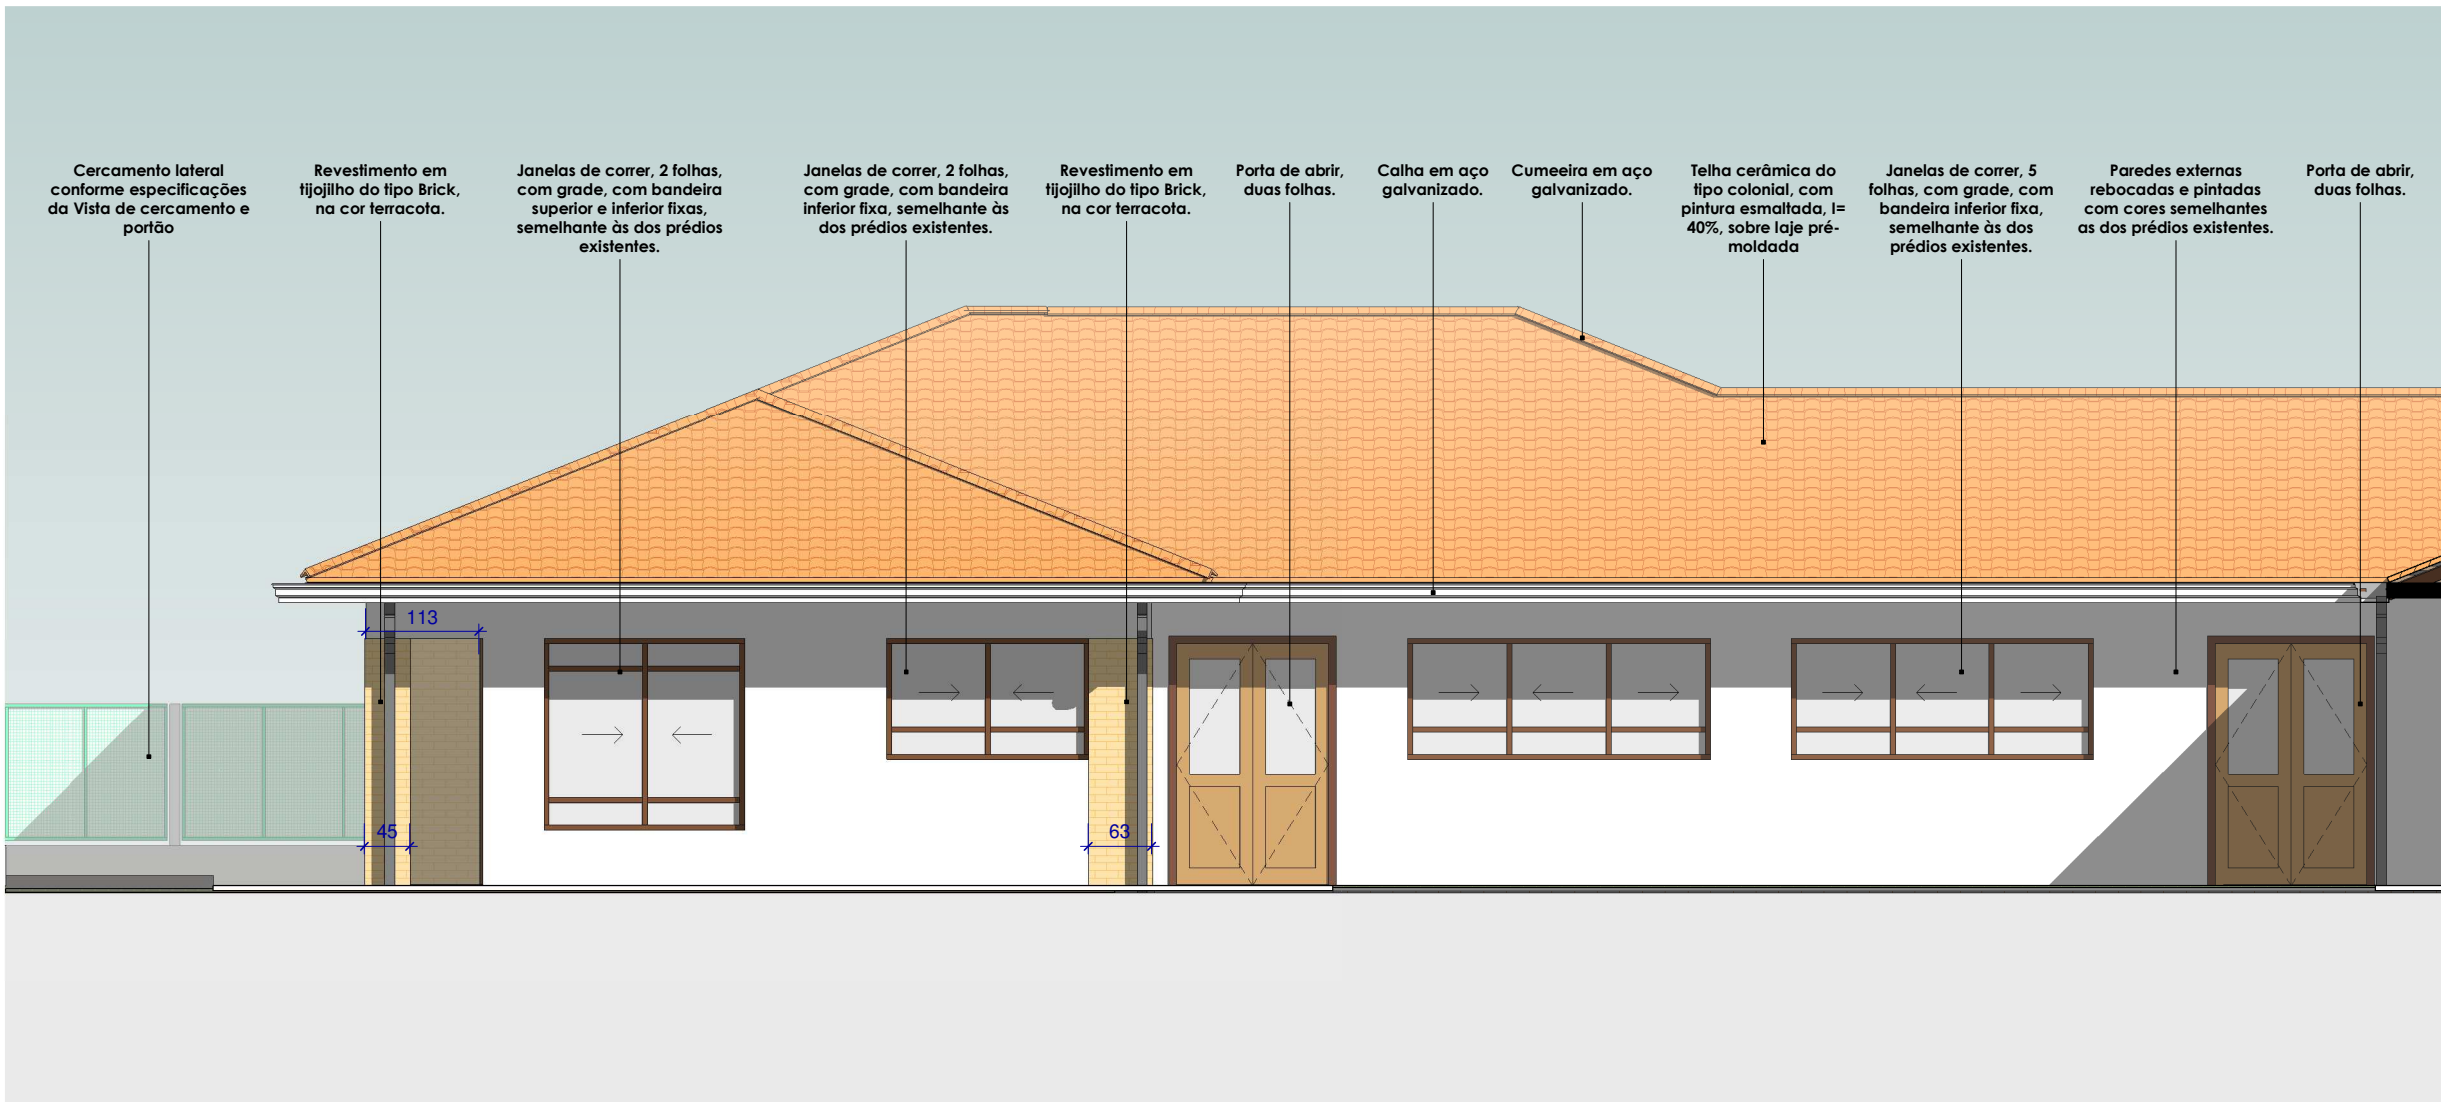 Cercamento lateral
conforme especificações
da Vista de cercamento e
portão
Revestimento em
tijojilho do tipo Brick,
na cor terracota.
Janelas de correr, 2 folhas,
com grade, com bandeira
superior e inferior fixas,
semelhante às dos prédios
existentes.
Janelas de correr, 2 folhas,
com grade, com bandeira
inferior fixa, semelhante às
dos prédios existentes.
Revestimento em
tijojilho do tipo Brick,
na cor terracota.
Porta de abrir,
duas folhas.
Calha em aço
galvanizado.
Cumeeira em aço
galvanizado.
Telha cerâmica do
tipo colonial, com
pintura esmaltada, I=
40%, sobre laje pré-
moldada
Janelas de correr, 5
folhas, com grade, com
bandeira inferior fixa,
semelhante às dos
prédios existentes.
Paredes externas
rebocadas e pintadas
com cores semelhantes
as dos prédios existentes.
Porta de abrir,
duas folhas.
113
45
63